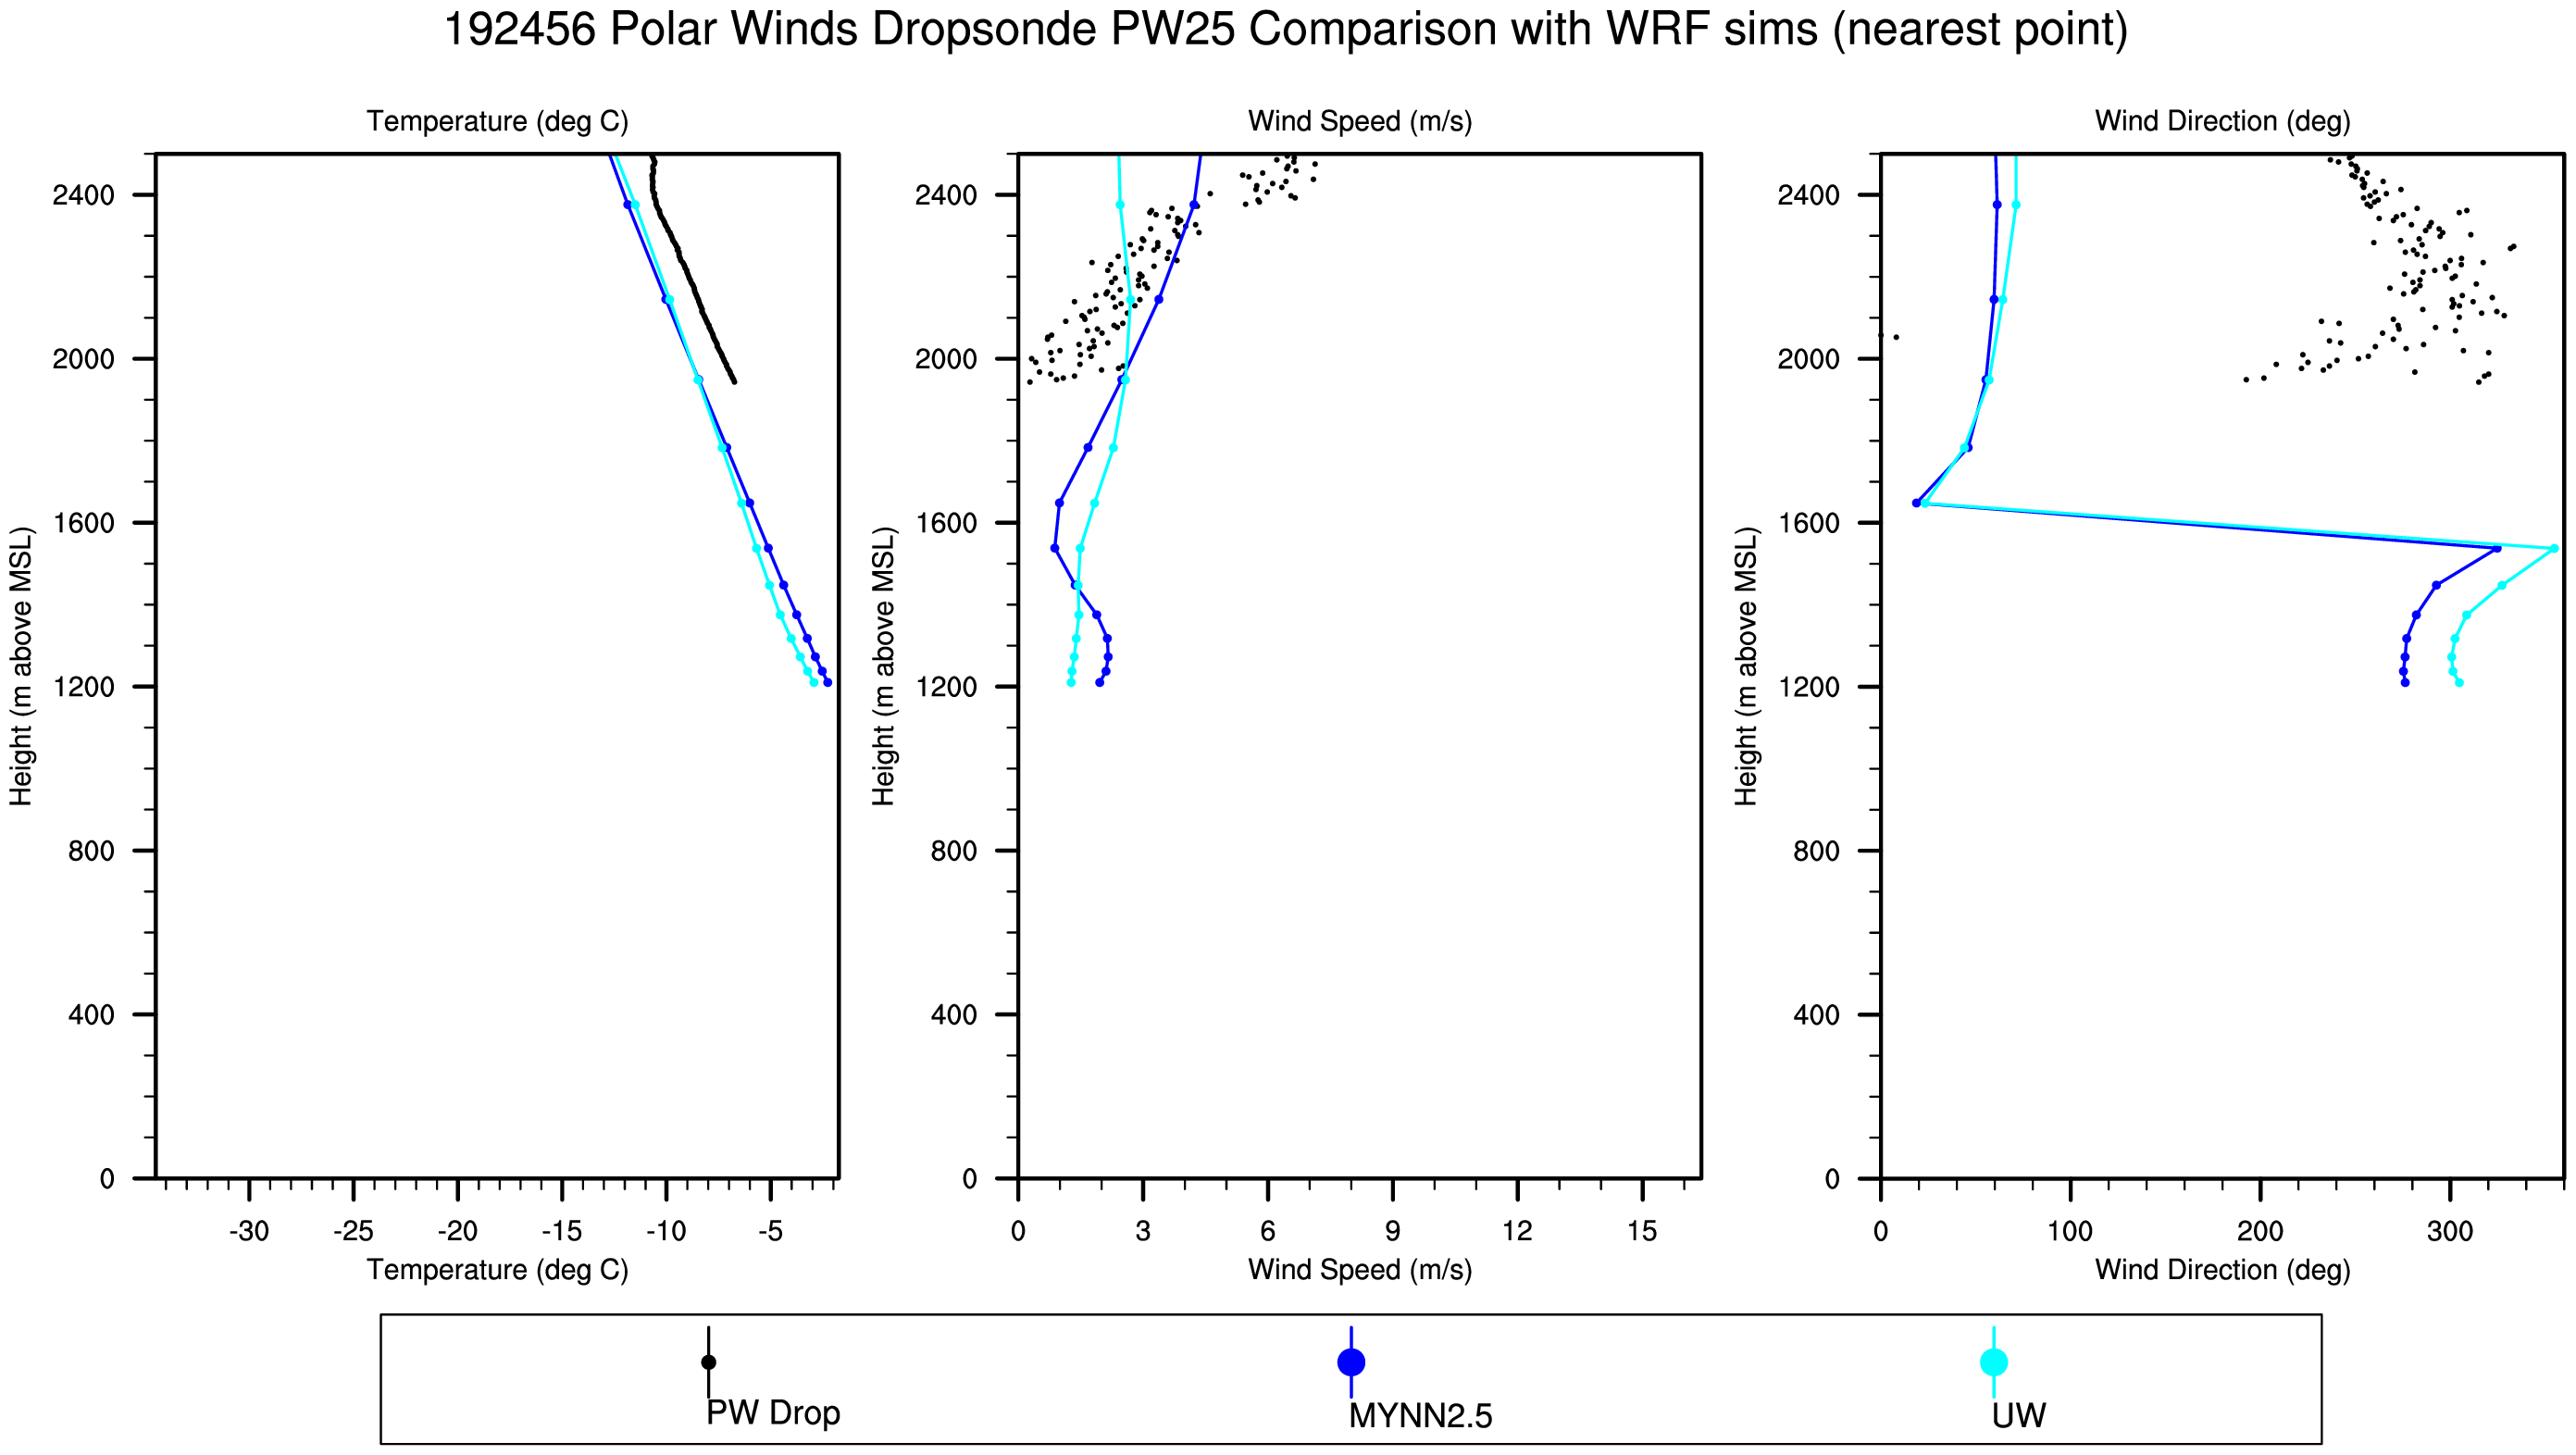 192456 Polar Winds Dropsonde PW25 Comparison with WRF sims (nearest point)
Temperature (deg C)
Wind Speed (m/s)
Wind Direction (deg)
Height (m above MSL)
2400
2000
1600
1200
800
400
0
-30 -25 -20 -15 -10 -5
Temperature (deg C)
Height (m above MSL)
2400
2000
1600
1200
800
400
0
0 3 6 9 12 15
Wind Speed (m/s)
Height (m above MSL)
2400
2000
1600
1200
800
400
0
0 100 200 300
Wind Direction (deg)
PW Drop
MYNN2.5
UW